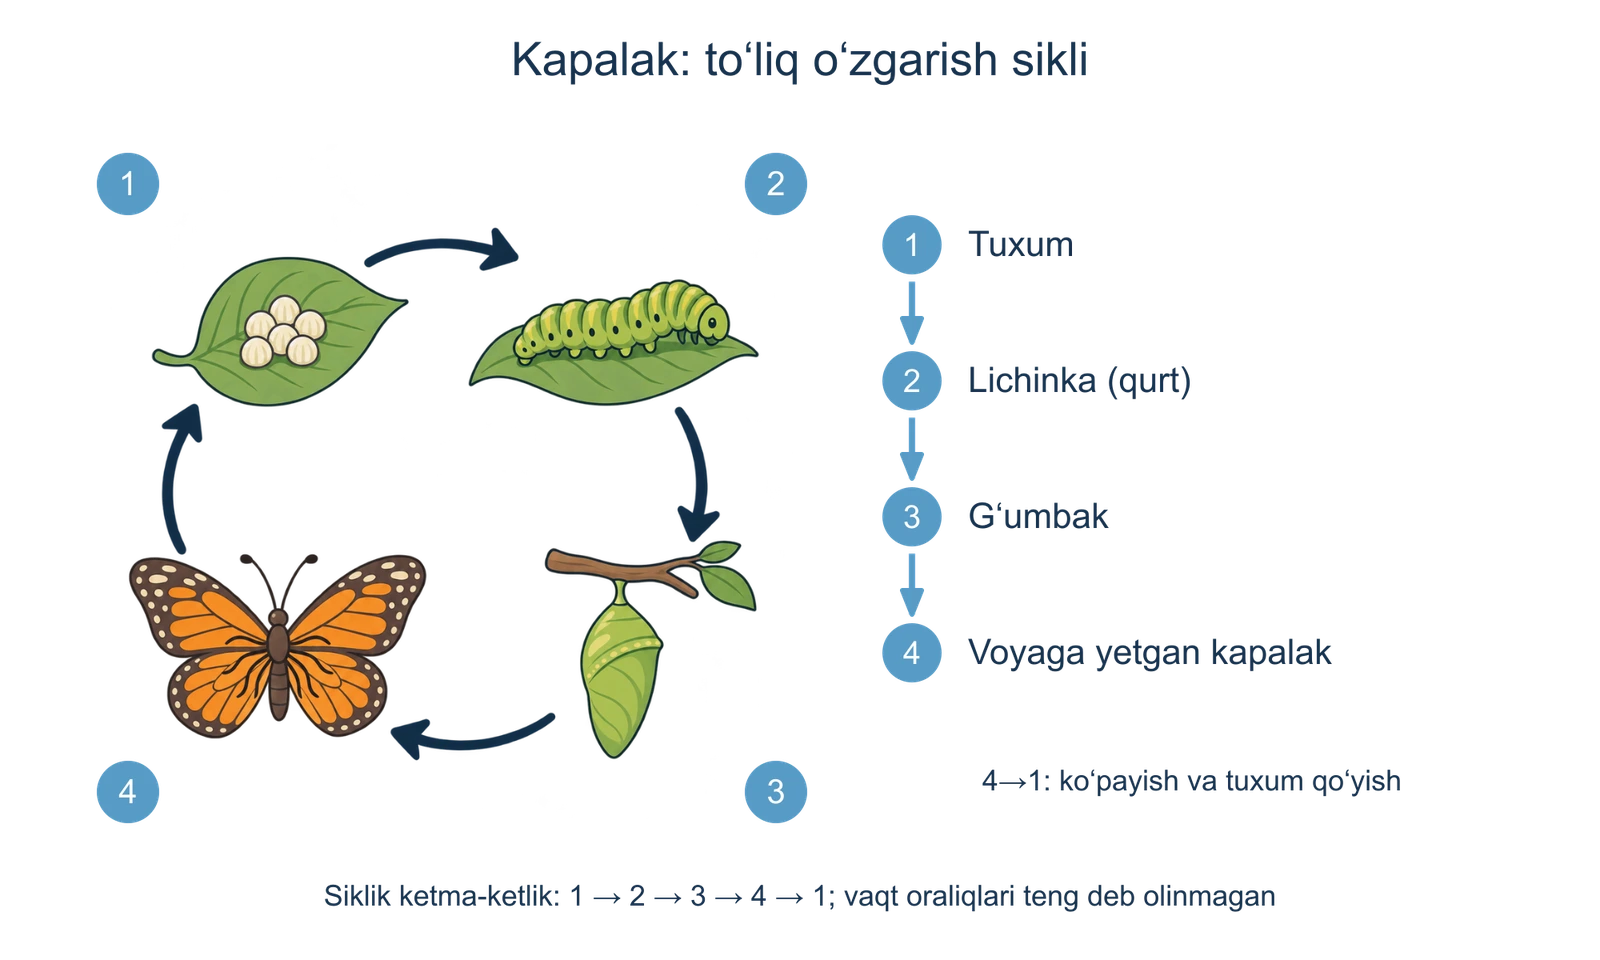 Kapalak: to‘liq o‘zgarish sikli
1
2
1 Tuxum
2 Lichinka (qurt)
3 G‘umbak
4 Voyaga yetgan kapalak
4→1: ko‘payish va tuxum qo‘yish
4
3
Siklik ketma-ketlik: 1 → 2 → 3 → 4 → 1; vaqt oraliqlari teng deb olinmagan